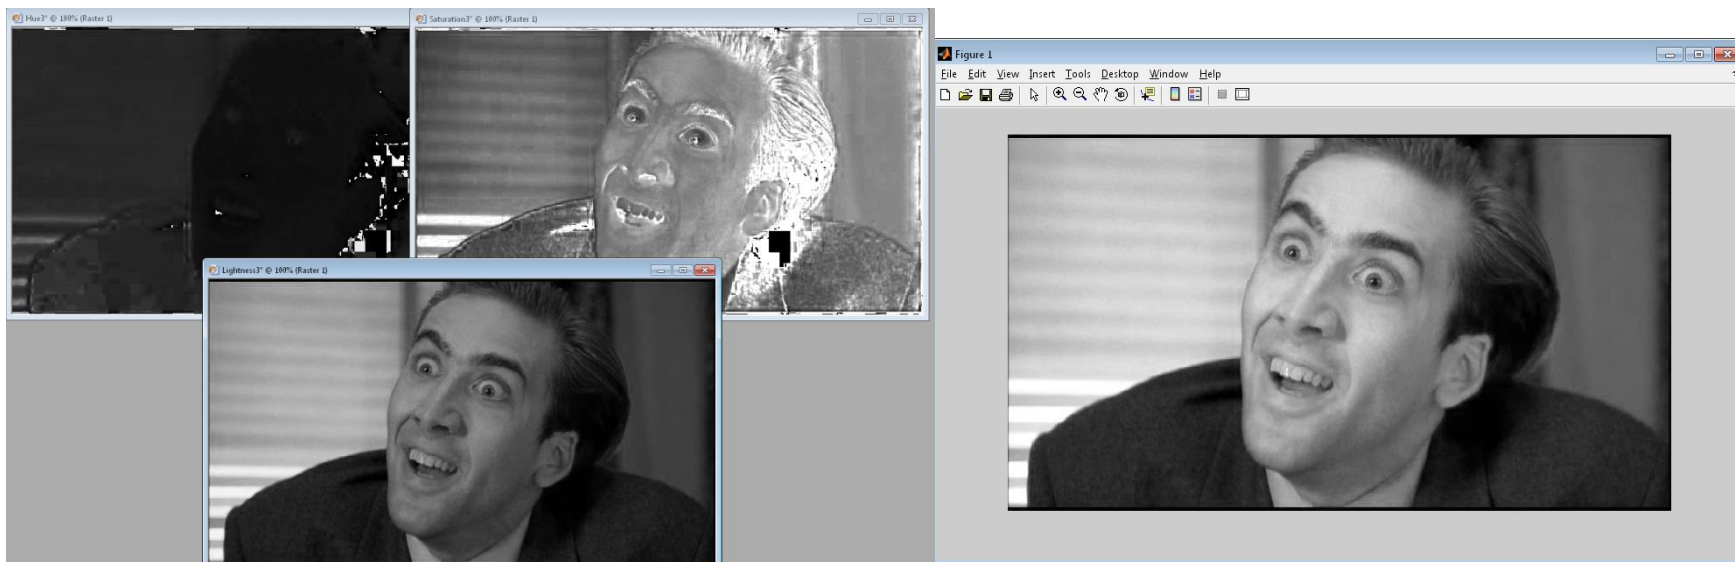 Hue3* @ 100% (Raster 1)
Saturation3* @ 100% (Raster 1)
Figure 1
File Edit View Insert Tools Desktop Window Help
Lightness3* @ 100% (Raster 1)